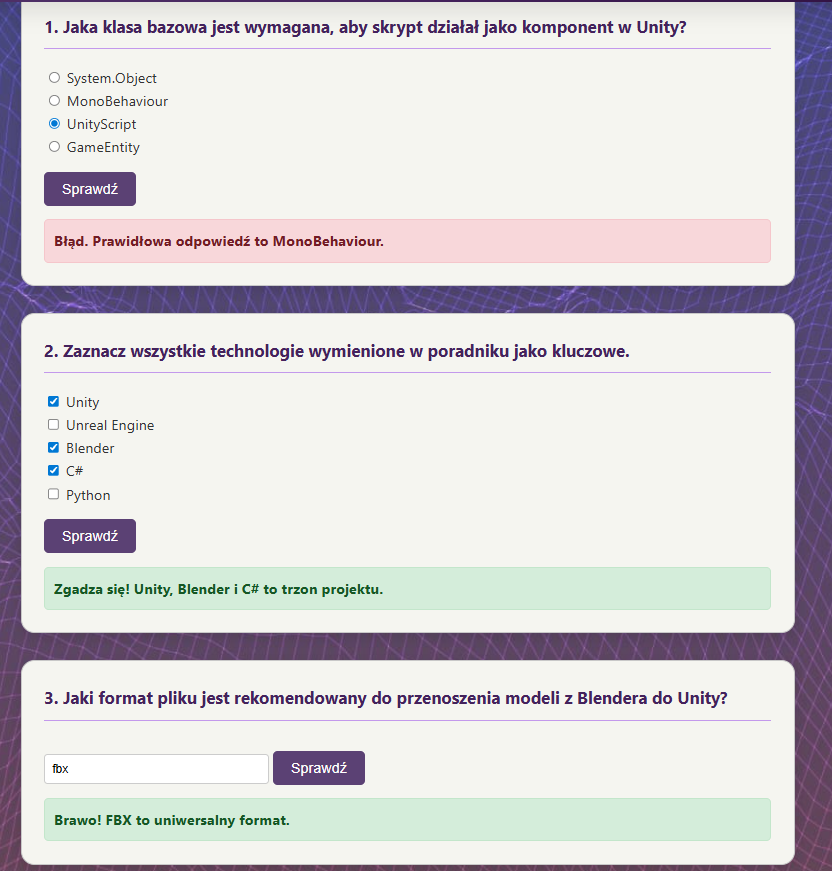 1. Jaka klasa bazowa jest wymagana, aby skrypt działał jako komponent w Unity?
System.Object
MonoBehaviour
UnityScript
GameEntity
Sprawdź
Błąd. Prawidłowa odpowiedź to MonoBehaviour.
2. Zaznacz wszystkie technologie wymienione w poradniku jako kluczowe.
Unity
Unreal Engine
Blender
C#
Python
Sprawdź
Zgadza się! Unity, Blender i C# to trzon projektu.
3. Jaki format pliku jest rekomendowany do przenoszenia modeli z Blendera do Unity?
fbx Sprawdź
Brawo! FBX to uniwersalny format.